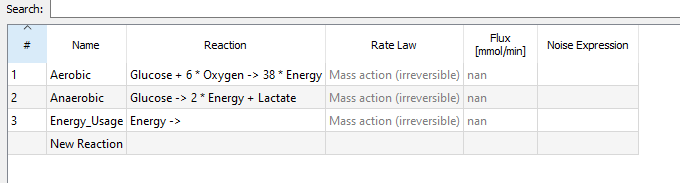 Search:
# Name Reaction Rate Law Flux [mmol/min] Noise Expression
1 Aerobic Glucose + 6 * Oxygen -> 38 * Energy Mass action (irreversible) nan
2 Anaerobic Glucose -> 2 * Energy + Lactate Mass action (irreversible) nan
3 Energy_Usage Energy -> Mass action (irreversible) nan
New Reaction